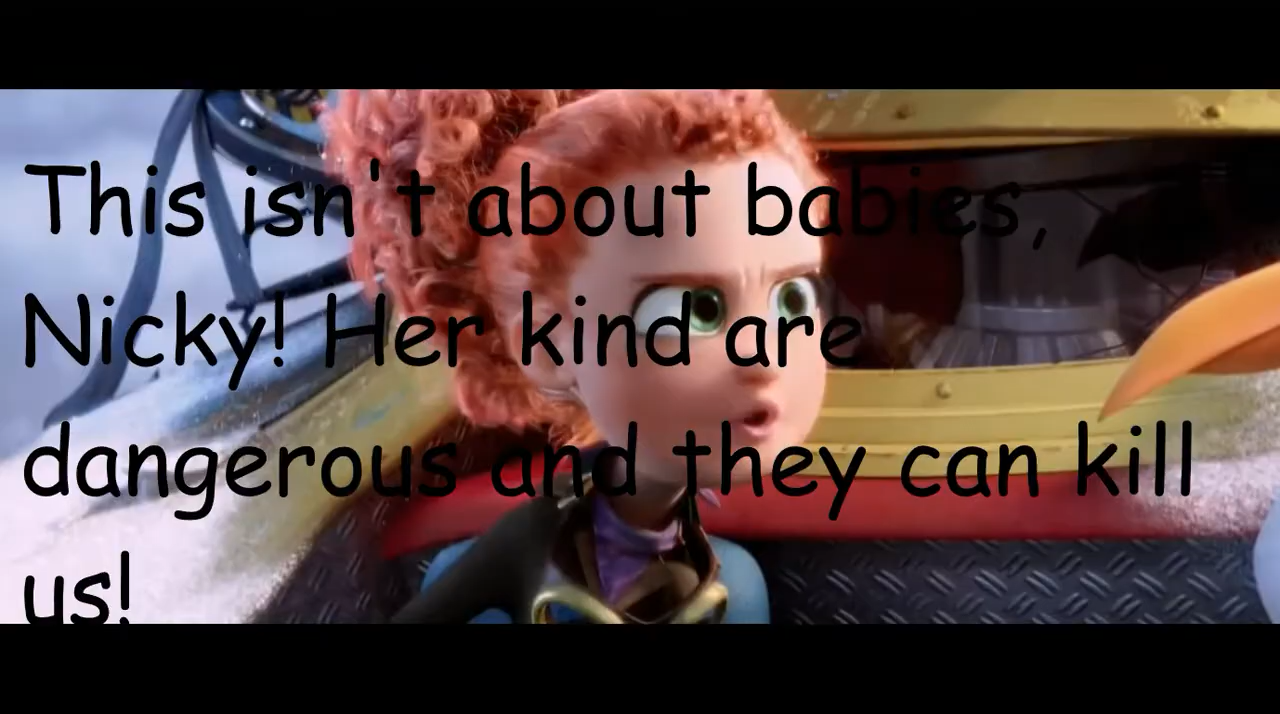 This isn't about babies,
Nicky! Her kind are
dangerous and they can kill
us!